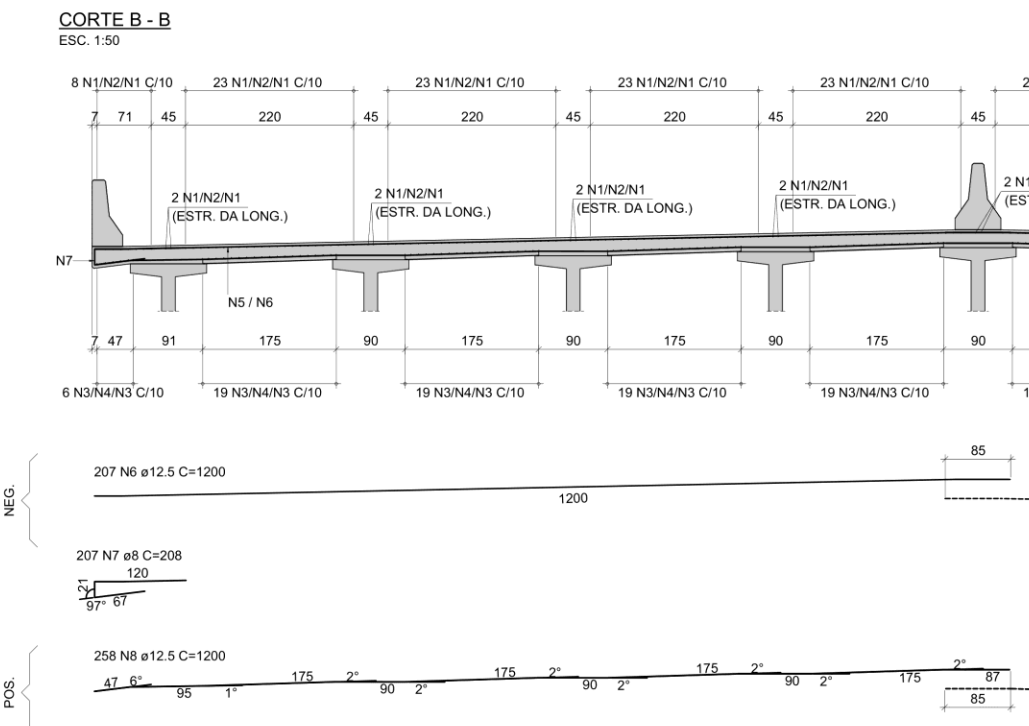 CORTE B - B
ESC. 1:50
8 N1/N2/N1 C/10 23 N1/N2/N1 C/10 23 N1/N2/N1 C/10 23 N1/N2/N1 C/10 23 N1/N2/N1 C/10 2
7 71 45 220 45 220 45 220 45 220 45
2 N1/N2/N1
(ESTR. DA LONG.)
2 N1/N2/N1
(ESTR. DA LONG.)
2 N1/N2/N1
(ESTR. DA LONG.)
2 N1/N2/N1
(ESTR. DA LONG.)
2 N1
(EST
N7
N5 / N6
7 47 91 175 90 175 90 175 90 175 90
6 N3/N4/N3 C/10 19 N3/N4/N3 C/10 19 N3/N4/N3 C/10 19 N3/N4/N3 C/10 19 N3/N4/N3 C/10 1
NEG.
207 N6 ø12.5 C=1200
1200
85
207 N7 ø8 C=208
120
21
97° 67
POS.
258 N8 ø12.5 C=1200
47 6° 95 1° 175 2° 90 2° 175 2° 90 2° 175 2° 90 2° 175 2° 87
85